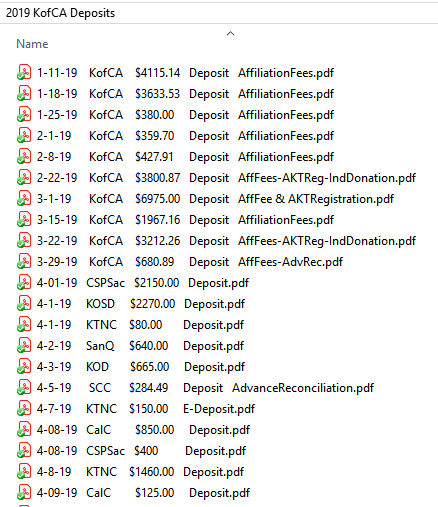 2019 KofCA Deposits
Name
1-11-19 KofCA $4115.14 Deposit AffiliationFees.pdf
1-18-19 KofCA $3633.53 Deposit AffiliationFees.pdf
1-25-19 KofCA $380.00 Deposit AffiliationFees.pdf
2-1-19 KofCA $359.70 Deposit AffiliationFees.pdf
2-8-19 KofCA $427.91 Deposit AffiliationFees.pdf
2-22-19 KofCA $3800.87 Deposit AffFees-AKTReg-IndDonation.pdf
3-1-19 KofCA $6975.00 Deposit AffFee & AKTRegistration.pdf
3-15-19 KofCA $1967.16 Deposit AffiliationFees.pdf
3-22-19 KofCA $3212.26 Deposit AffFees-AKTReg-IndDonation.pdf
3-29-19 KofCA $680.89 Deposit AffFees-AdvRec.pdf
4-01-19 CSPSac $2150.00 Deposit.pdf
4-1-19 KOSD $2270.00 Deposit.pdf
4-1-19 KTNC $80.00 Deposit.pdf
4-2-19 SanQ $640.00 Deposit.pdf
4-3-19 KOD $665.00 Deposit.pdf
4-5-19 SCC $284.49 Deposit AdvanceReconciliation.pdf
4-7-19 KTNC $150.00 E-Deposit.pdf
4-08-19 CalC $850.00 Deposit.pdf
4-08-19 CSPSac $400 Deposit.pdf
4-8-19 KTNC $1460.00 Deposit.pdf
4-09-19 CalC $125.00 Deposit.pdf